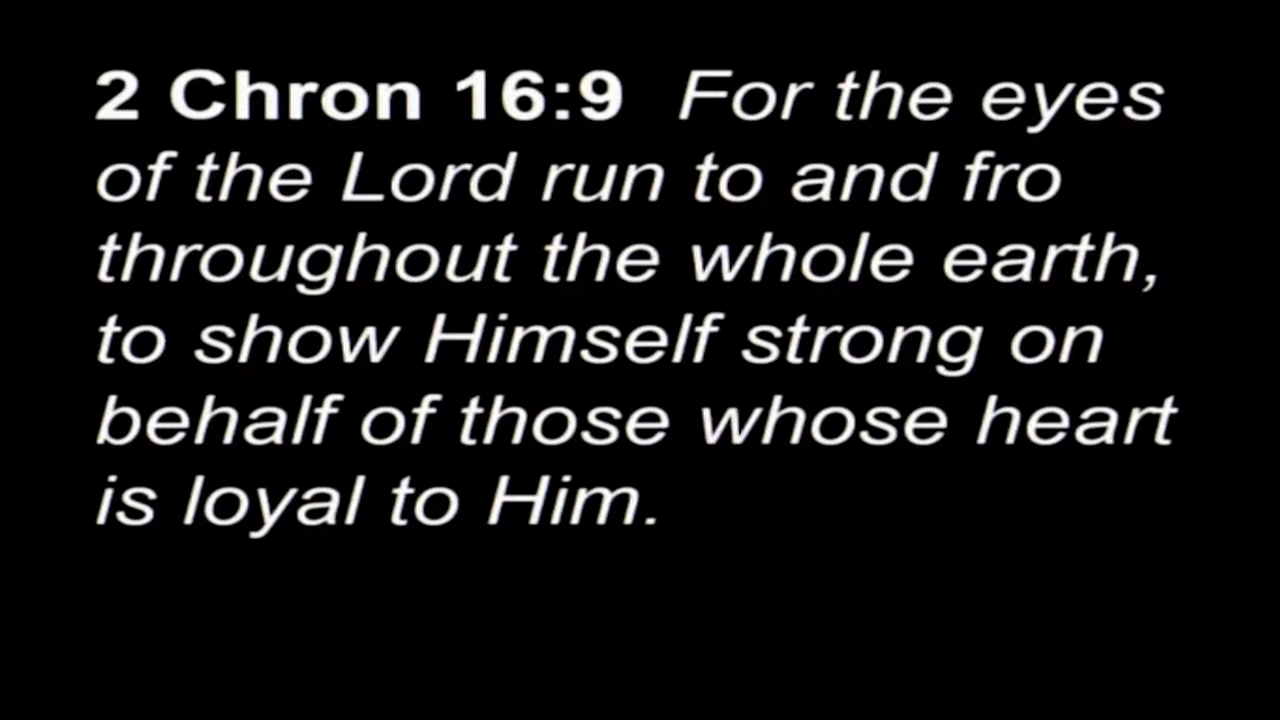 2 Chron 16:9 For the eyes
of the Lord run to and fro
throughout the whole earth,
to show Himself strong on
behalf of those whose heart
is loyal to Him.